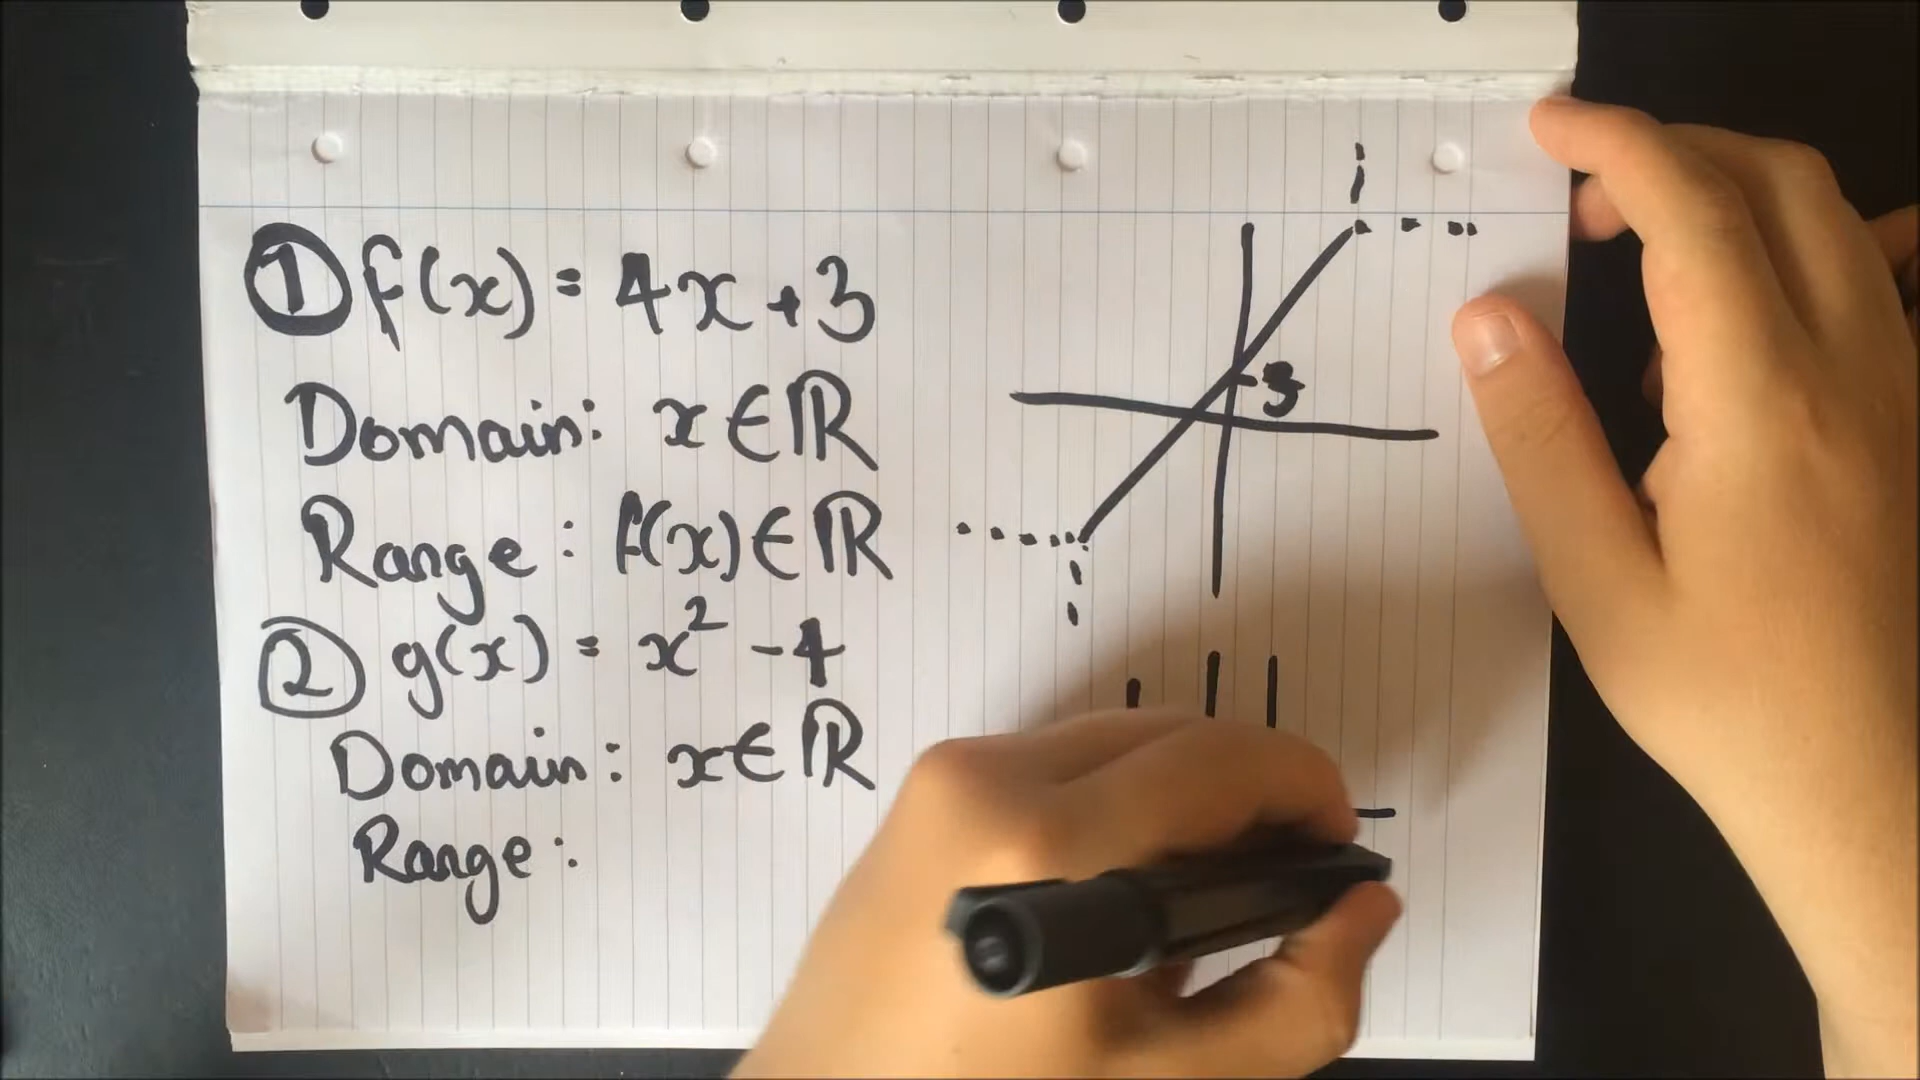 ① f(x) = 4x + 3
Domain: x ∈ ℝ
Range: f(x) ∈ ℝ
② g(x) = x² - 4
Domain: x ∈ ℝ
Range:
3